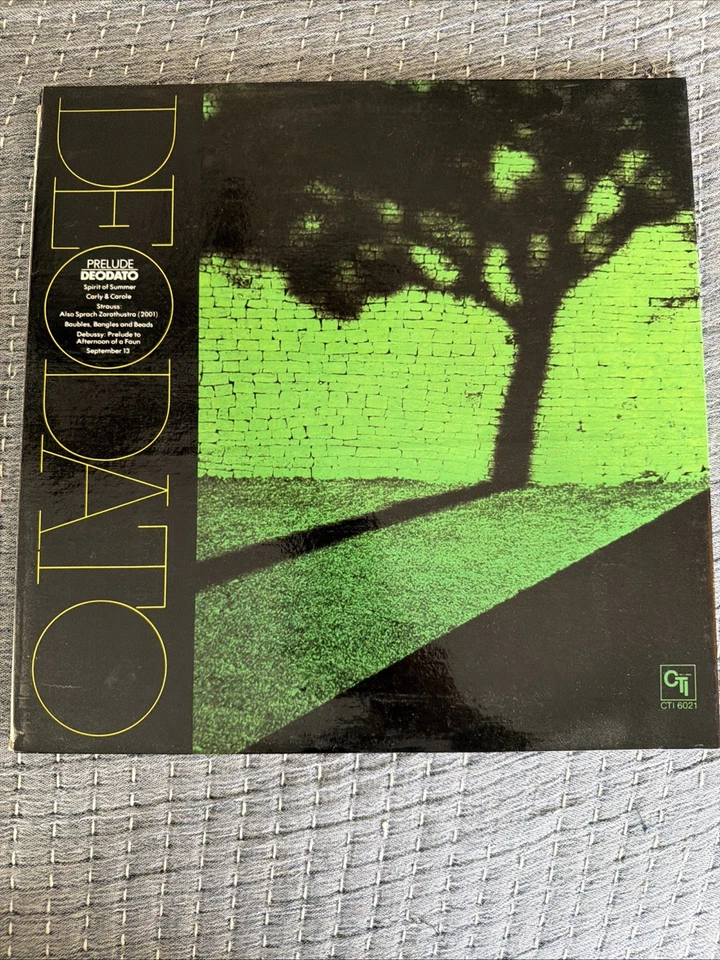 DEODATO
PRELUDE
DEODATO
Spirit of Summer
Carly & Carole
Strauss:
Also Sprach Zarathustra (2001)
Baubles, Bangles and Beads
Debussy: Prelude to
Afternoon of a Faun
September 13
CTi
CTI 6021